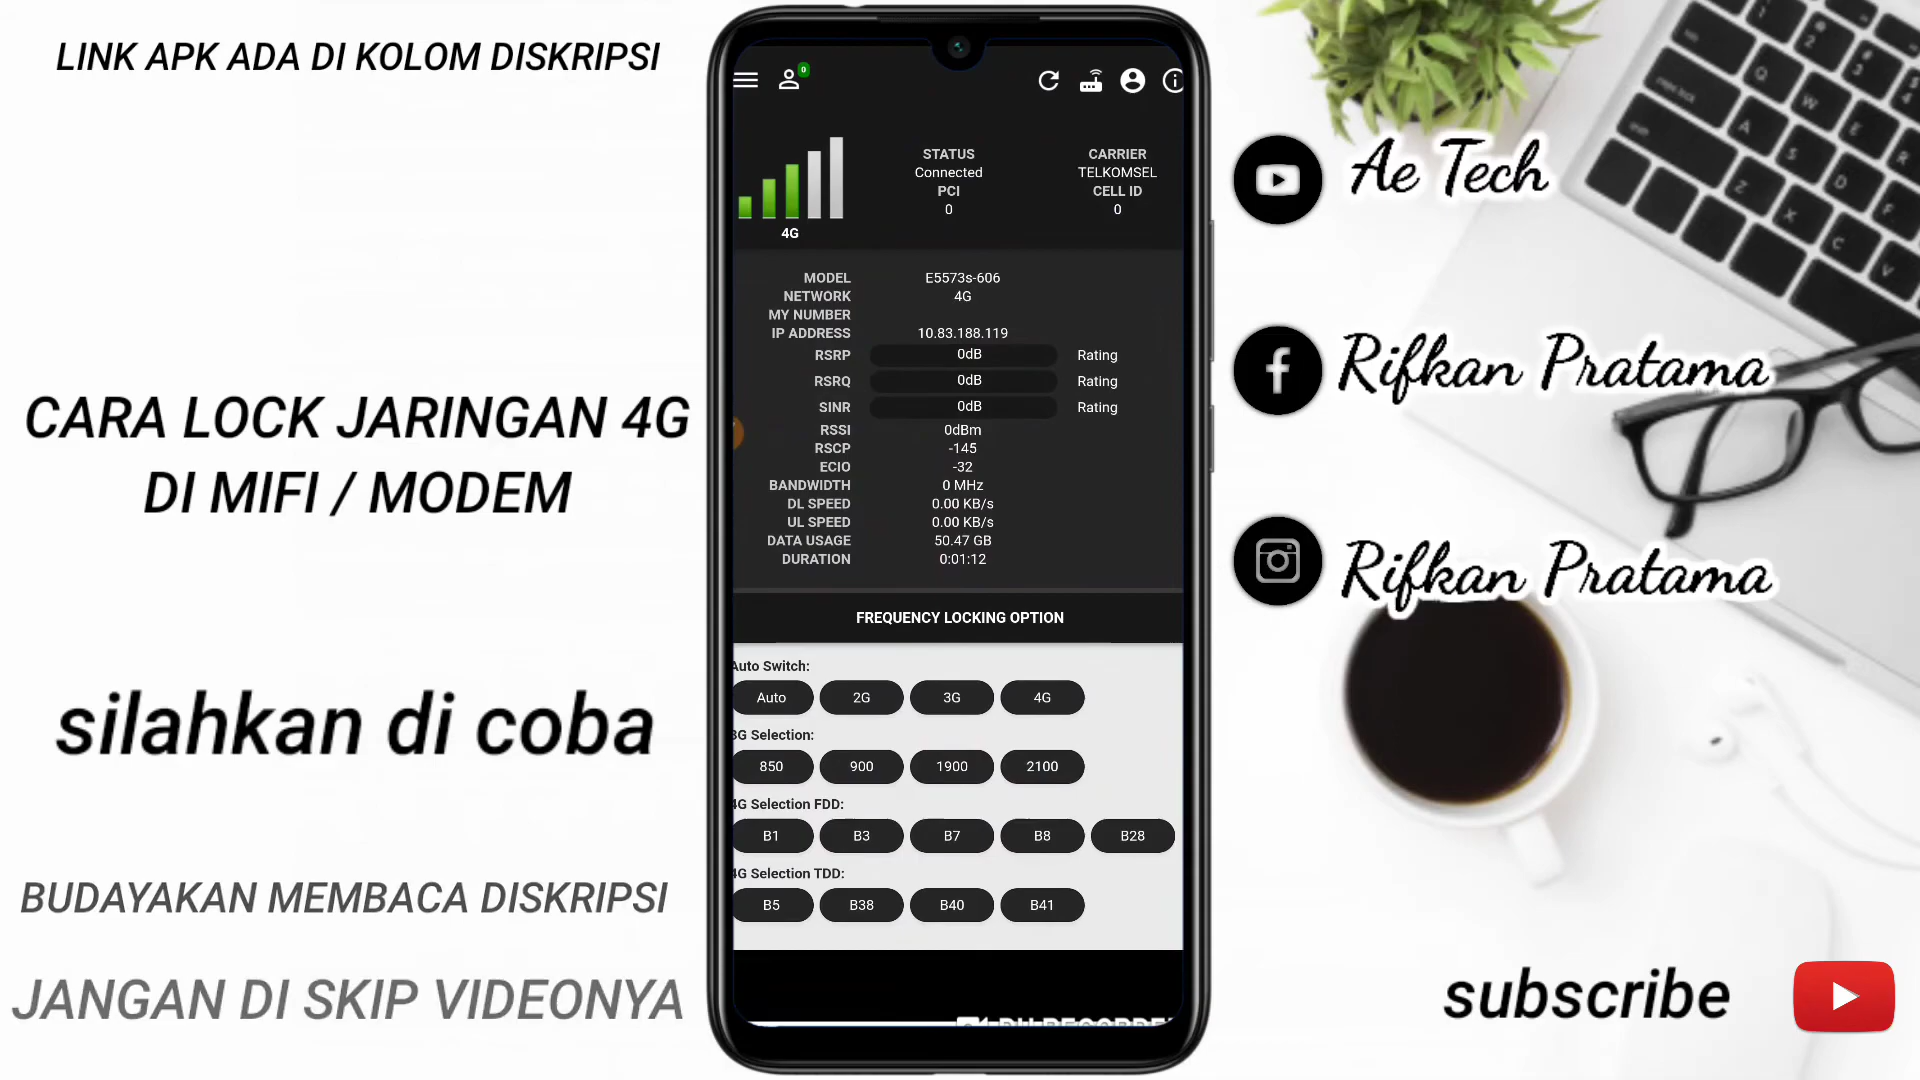 LINK APK ADA DI KOLOM DISKRIPSI
CARA LOCK JARINGAN 4G
DI MIFI / MODEM
silahkan di coba
BUDAYAKAN MEMBACA DISKRIPSI
JANGAN DI SKIP VIDEONYA
0
4G
STATUS
Connected
PCI
0
CARRIER
TELKOMSEL
CELL ID
0
MODEL E5573s-606
NETWORK 4G
MY NUMBER
IP ADDRESS 10.83.188.119
RSRP 0dB Rating
RSRQ 0dB Rating
SINR 0dB Rating
RSSI 0dBm
RSCP -145
ECIO -32
BANDWIDTH 0 MHz
DL SPEED 0.00 KB/s
UL SPEED 0.00 KB/s
DATA USAGE 50.47 GB
DURATION 0:01:12
FREQUENCY LOCKING OPTION
Auto Switch:
Auto 2G 3G 4G
3G Selection:
850 900 1900 2100
4G Selection FDD:
B1 B3 B7 B8 B28
4G Selection TDD:
B5 B38 B40 B41
Ae Tech
Rifkan Pratama
Rifkan Pratama
subscribe